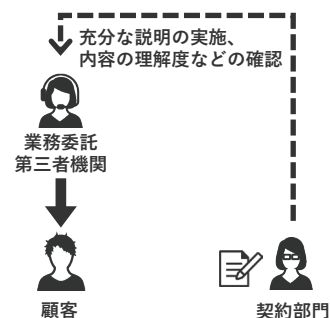 充分な説明の実施、
内容の理解度などの確認
業務委託
第三者機関
顧客
契約部門